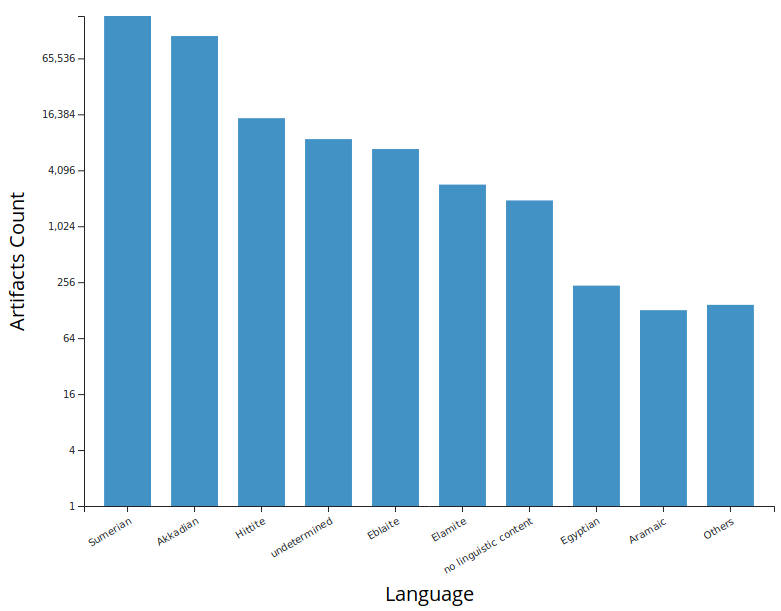 65,536
16,384
4,096
1,024
256
64
16
4
1
Artifacts Count
Sumerian
Akkadian
Hittite
undetermined
Eblaite
Elamite
no linguistic content
Egyptian
Aramaic
Others
Language